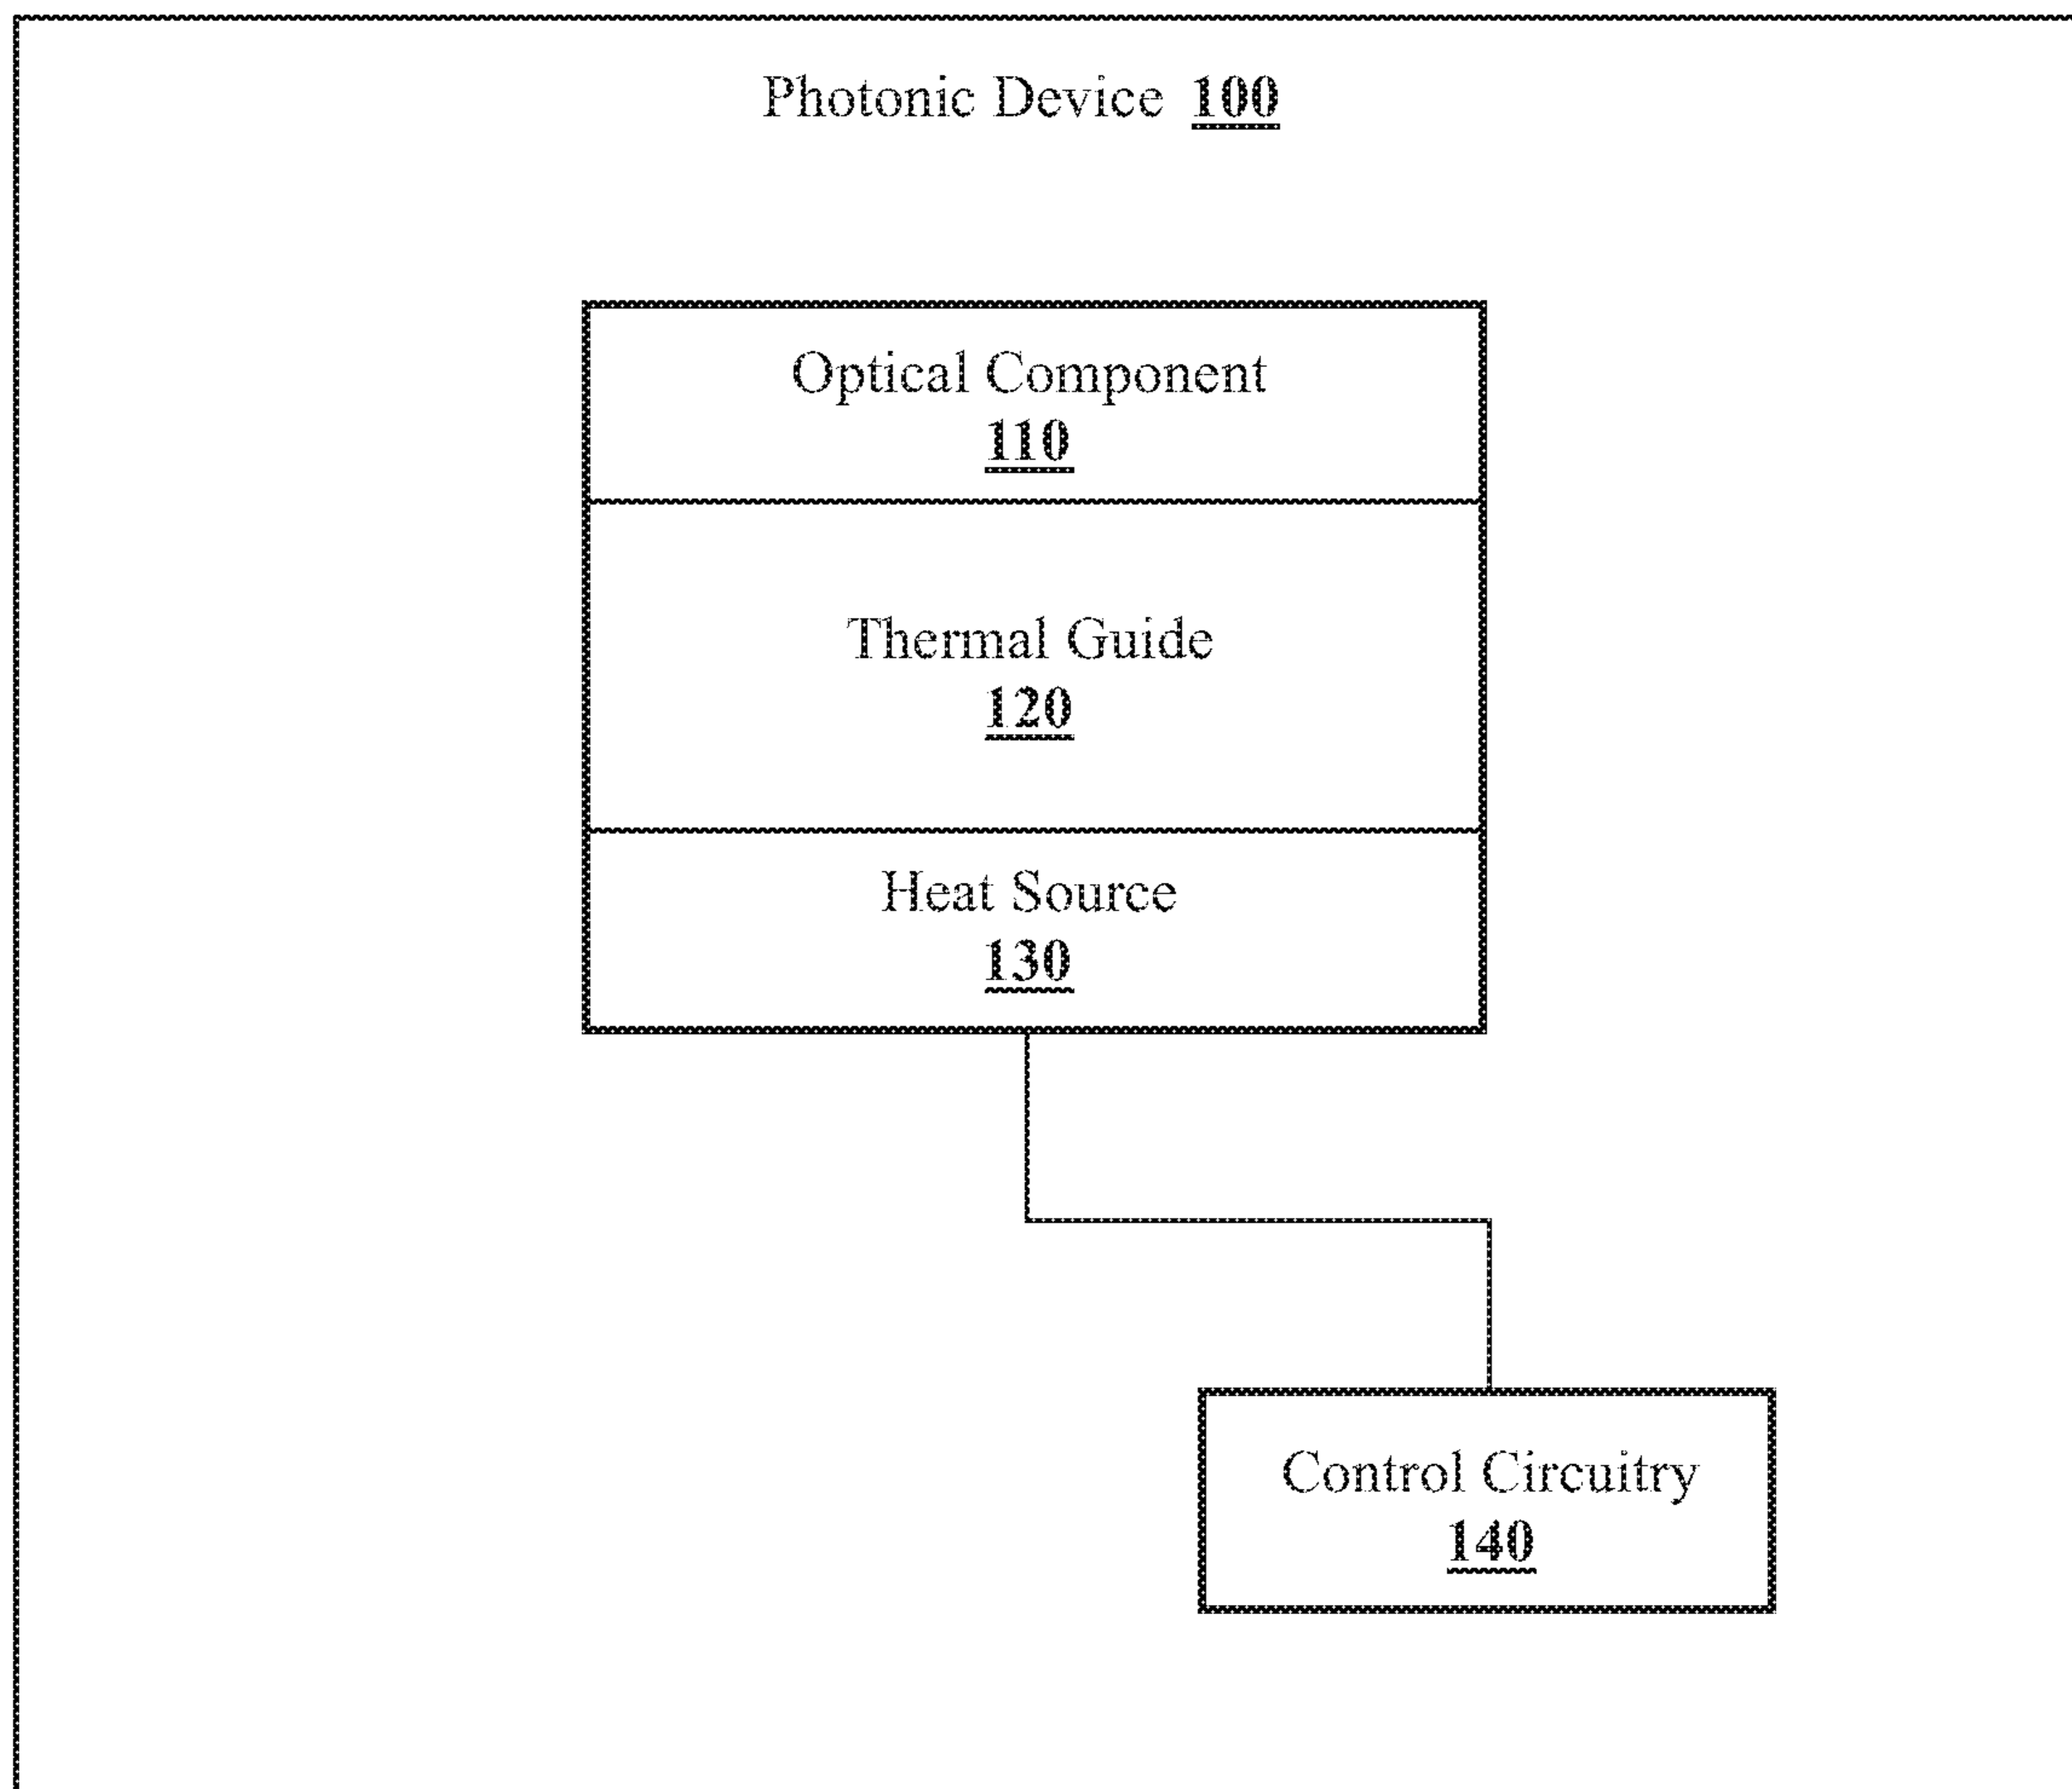 Photonic Device 100
Optical Component
110
Thermal Guide
120
Heat Source
130
Control Circuitry
140